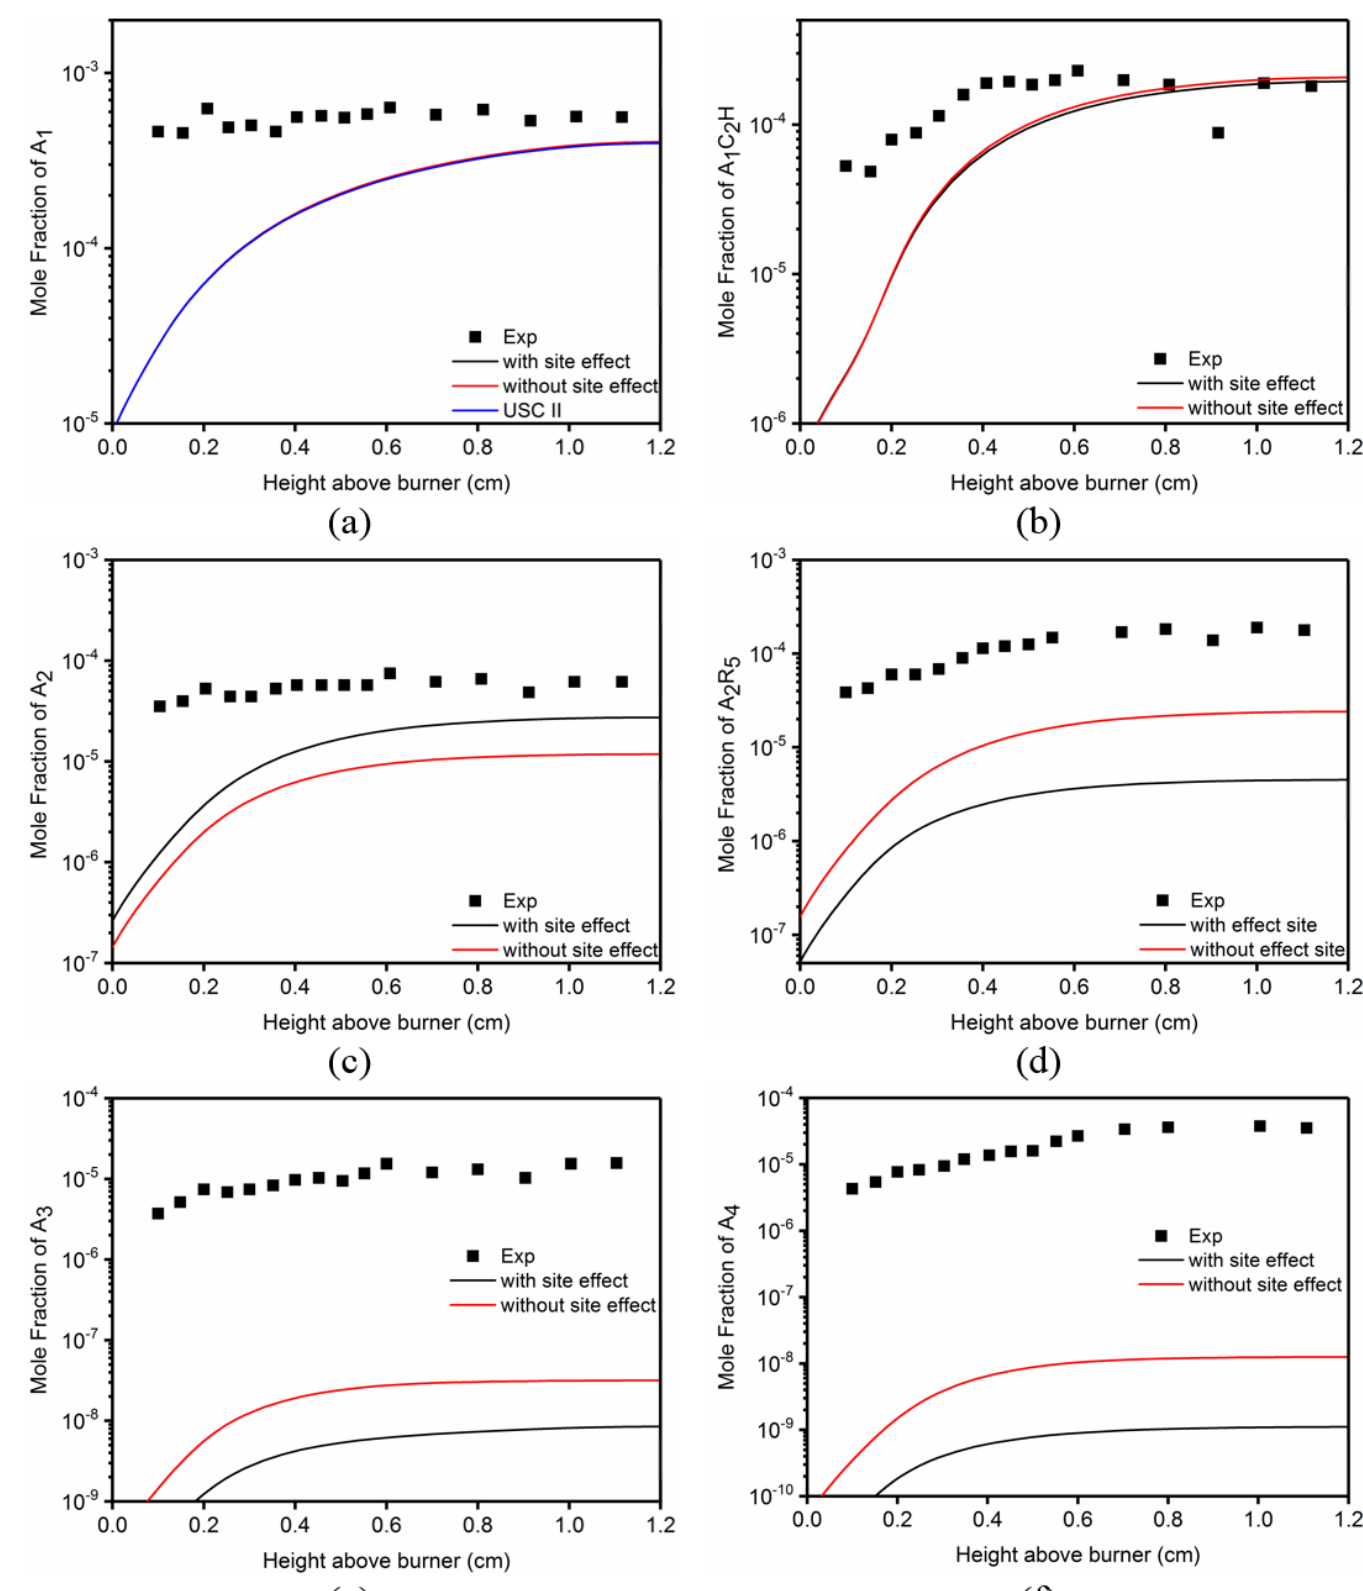 10-3
10-4
10-5
Mole Fraction of A1
Exp
with site effect
without site effect
USC II
0.0 0.2 0.4 0.6 0.8 1.0 1.2
Height above burner (cm)
(a)
10-4
10-5
10-6
Mole Fraction of A1C2H
Exp
with site effect
without site effect
0.0 0.2 0.4 0.6 0.8 1.0 1.2
Height above burner (cm)
(b)
10-3
10-4
10-5
10-6
10-7
Mole Fraction of A2
Exp
with site effect
without site effect
0.0 0.2 0.4 0.6 0.8 1.0 1.2
Height above burner (cm)
(c)
10-3
10-4
10-5
10-6
10-7
Mole Fraction of A2R5
Exp
with effect site
without effect site
0.0 0.2 0.4 0.6 0.8 1.0 1.2
Height above burner (cm)
(d)
10-4
10-5
10-6
10-7
10-8
10-9
Mole Fraction of A3
Exp
with site effect
without site effect
0.0 0.2 0.4 0.6 0.8 1.0 1.2
Height above burner (cm)
10-4
10-5
10-6
10-7
10-8
10-9
10-10
Mole Fraction of A4
Exp
with site effect
without site effect
0.0 0.2 0.4 0.6 0.8 1.0 1.2
Height above burner (cm)